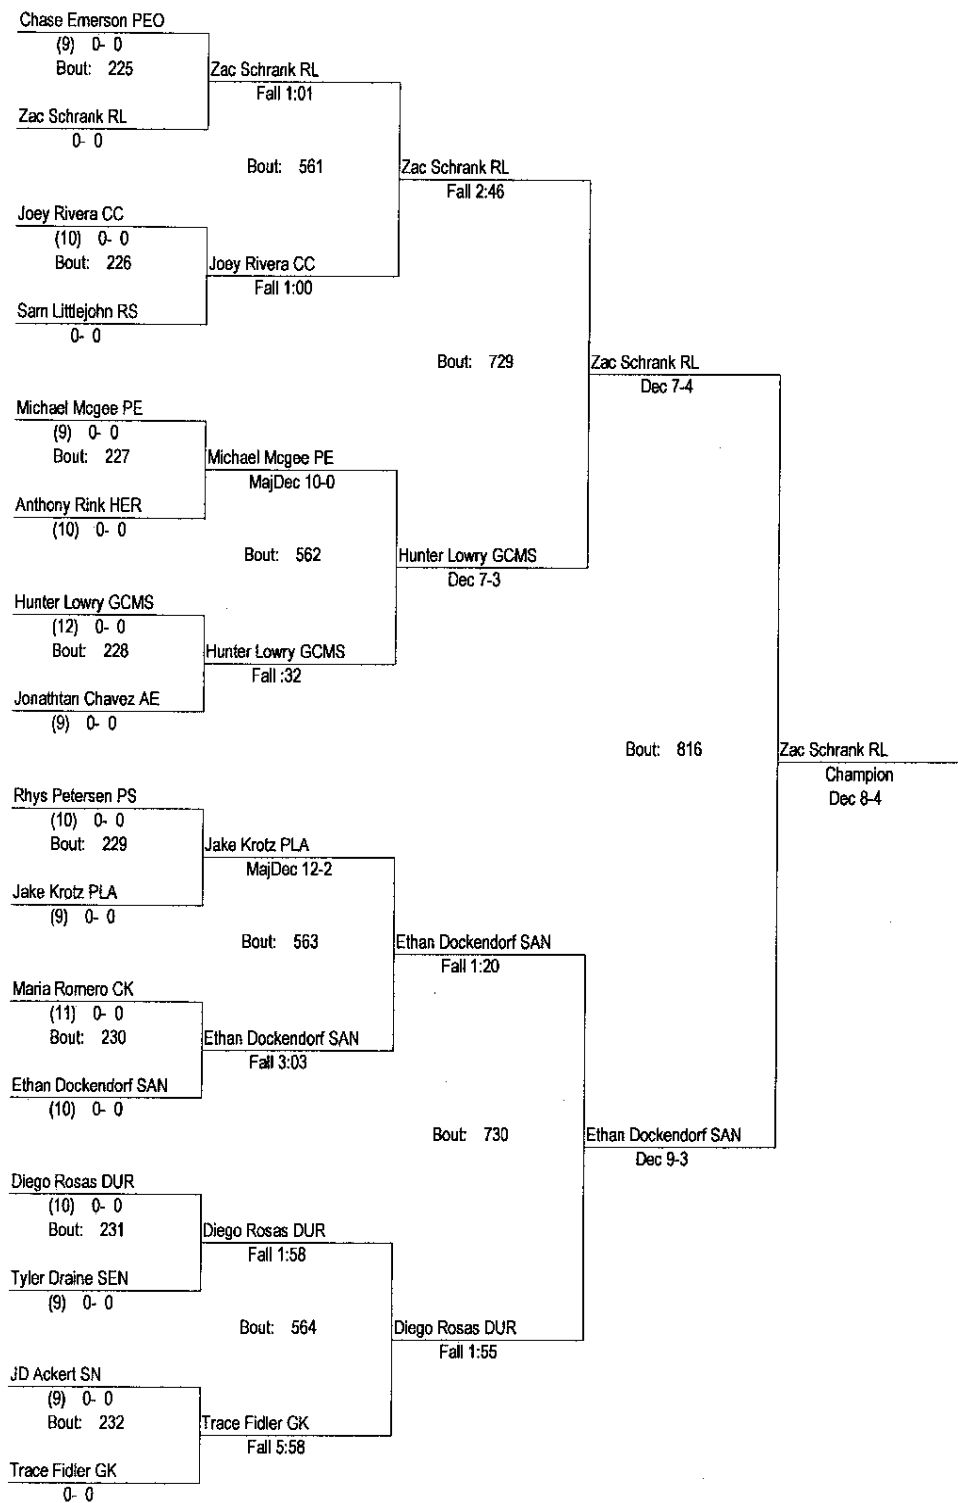 Chase Emerson PEO
(9) 0- 0
Bout: 225
Zac Schrank RL
Fall 1:01
Zac Schrank RL
0- 0
Bout: 561
Zac Schrank RL
Fall 2:46
Joey Rivera CC
(10) 0- 0
Bout: 226
Joey Rivera CC
Fall 1:00
Sam Littlejohn RS
0- 0
Bout: 729
Zac Schrank RL
Dec 7-4
Michael Mcgee PE
(9) 0- 0
Bout: 227
Michael Mcgee PE
MajDec 10-0
Anthony Rink HER
(10) 0- 0
Bout: 562
Hunter Lowry GCMS
Dec 7-3
Hunter Lowry GCMS
(12) 0- 0
Bout: 228
Hunter Lowry GCMS
Fall :32
Jonathtan Chavez AE
(9) 0- 0
Bout: 816
Zac Schrank RL
Champion
Dec 8-4
Rhys Petersen PS
(10) 0- 0
Bout: 229
Jake Krotz PLA
MajDec 12-2
Jake Krotz PLA
(9) 0- 0
Bout: 563
Ethan Dockendorf SAN
Fall 1:20
Maria Romero CK
(11) 0- 0
Bout: 230
Ethan Dockendorf SAN
Fall 3:03
Ethan Dockendorf SAN
(10) 0- 0
Bout: 730
Ethan Dockendorf SAN
Dec 9-3
Diego Rosas DUR
(10) 0- 0
Bout: 231
Diego Rosas DUR
Fall 1:58
Tyler Draine SEN
(9) 0- 0
Bout: 564
Diego Rosas DUR
Fall 1:55
JD Ackert SN
(9) 0- 0
Bout: 232
Trace Fidler GK
Fall 5:58
Trace Fidler GK
0- 0